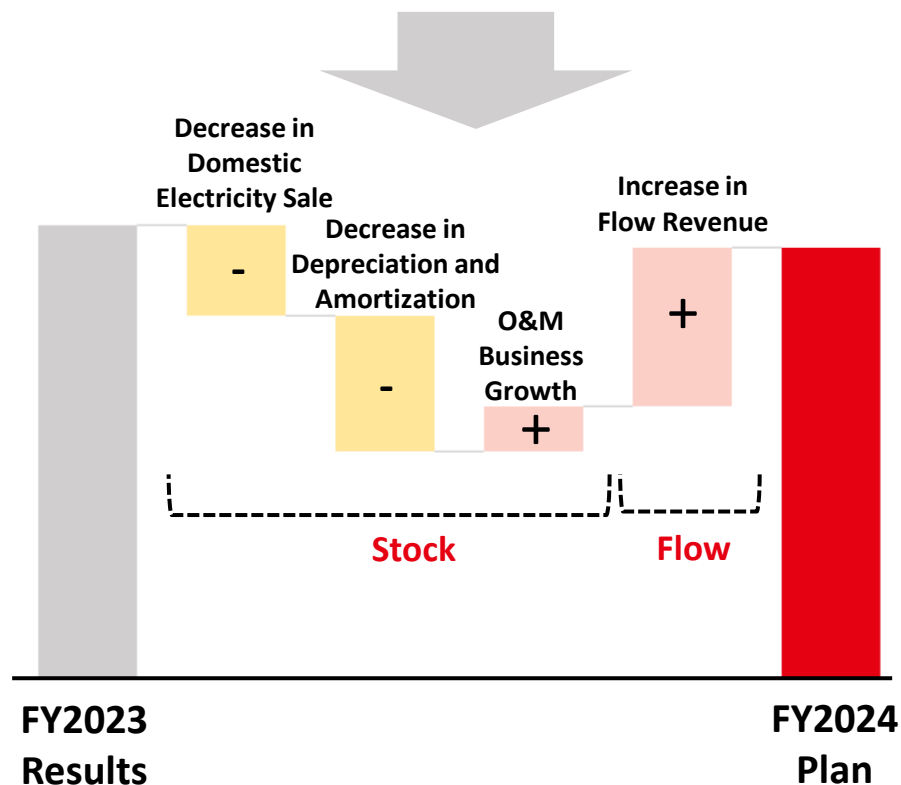 Decrease in
Domestic
Electricity Sale
-
Decrease in
Depreciation and
Amortization
-
O&M
Business
Growth
+
Increase in
Flow Revenue
+
Stock
Flow
FY2023
Results
FY2024
Plan